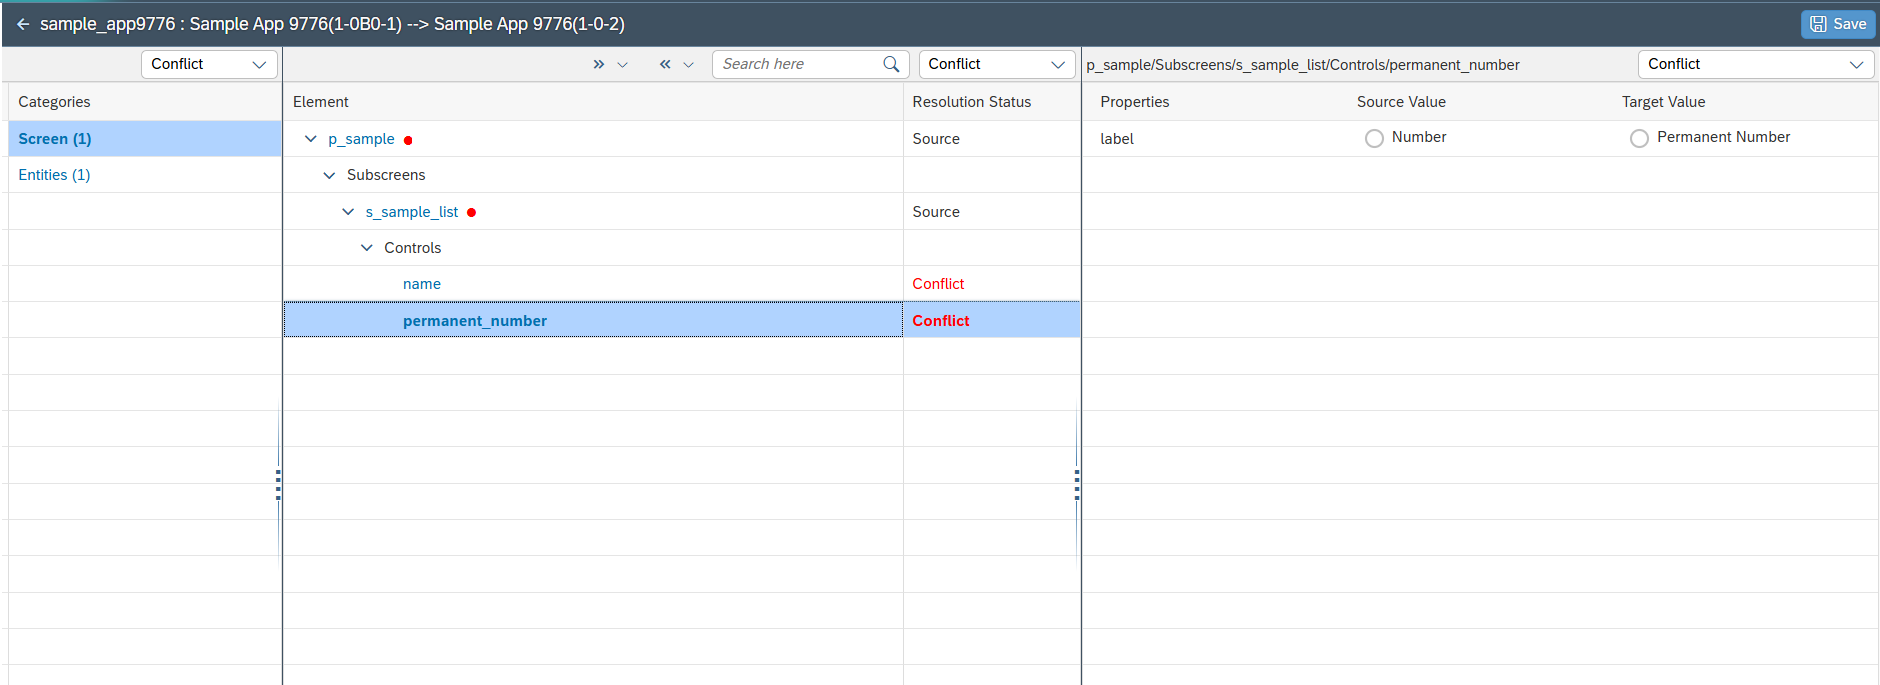 sample_app9776 : Sample App 9776(1-0B0-1) --> Sample App 9776(1-0-2)
Save
Conflict
Search here
Conflict
p_sample/Subscreens/s_sample_list/Controls/permanent_number
Conflict
Categories
Element
Resolution Status
Properties
Source Value
Target Value
Screen (1)
p_sample
Source
label
Number
Permanent Number
Entities (1)
Subscreens
s_sample_list
Source
Controls
name
Conflict
permanent_number
Conflict